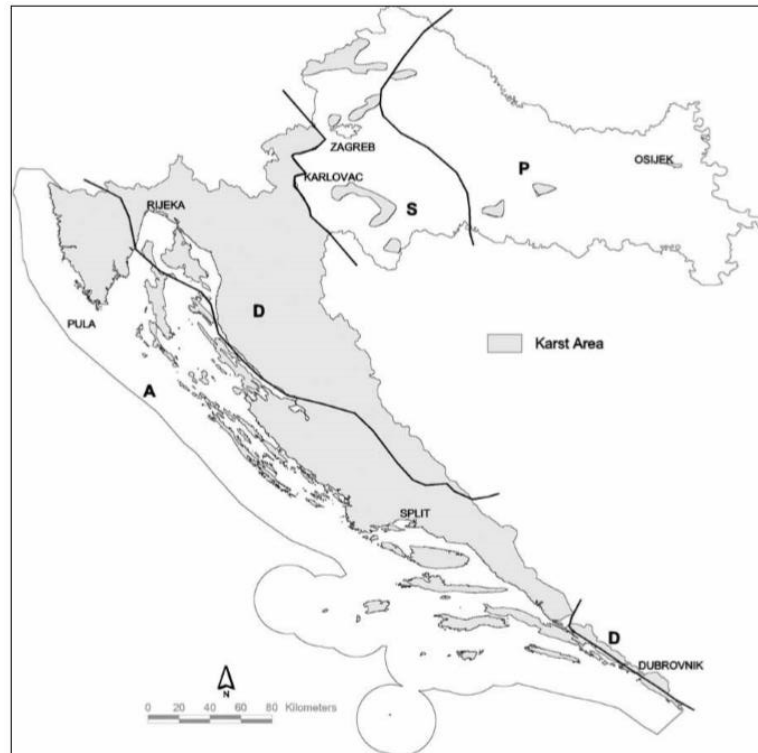 ZAGREB
OSIJEK
KARLOVAC
P
S
RIJEKA
D
PULA
Karst Area
A
SPLIT
D
DUBROVNIK
N
0 20 40 60 80 Kilometers